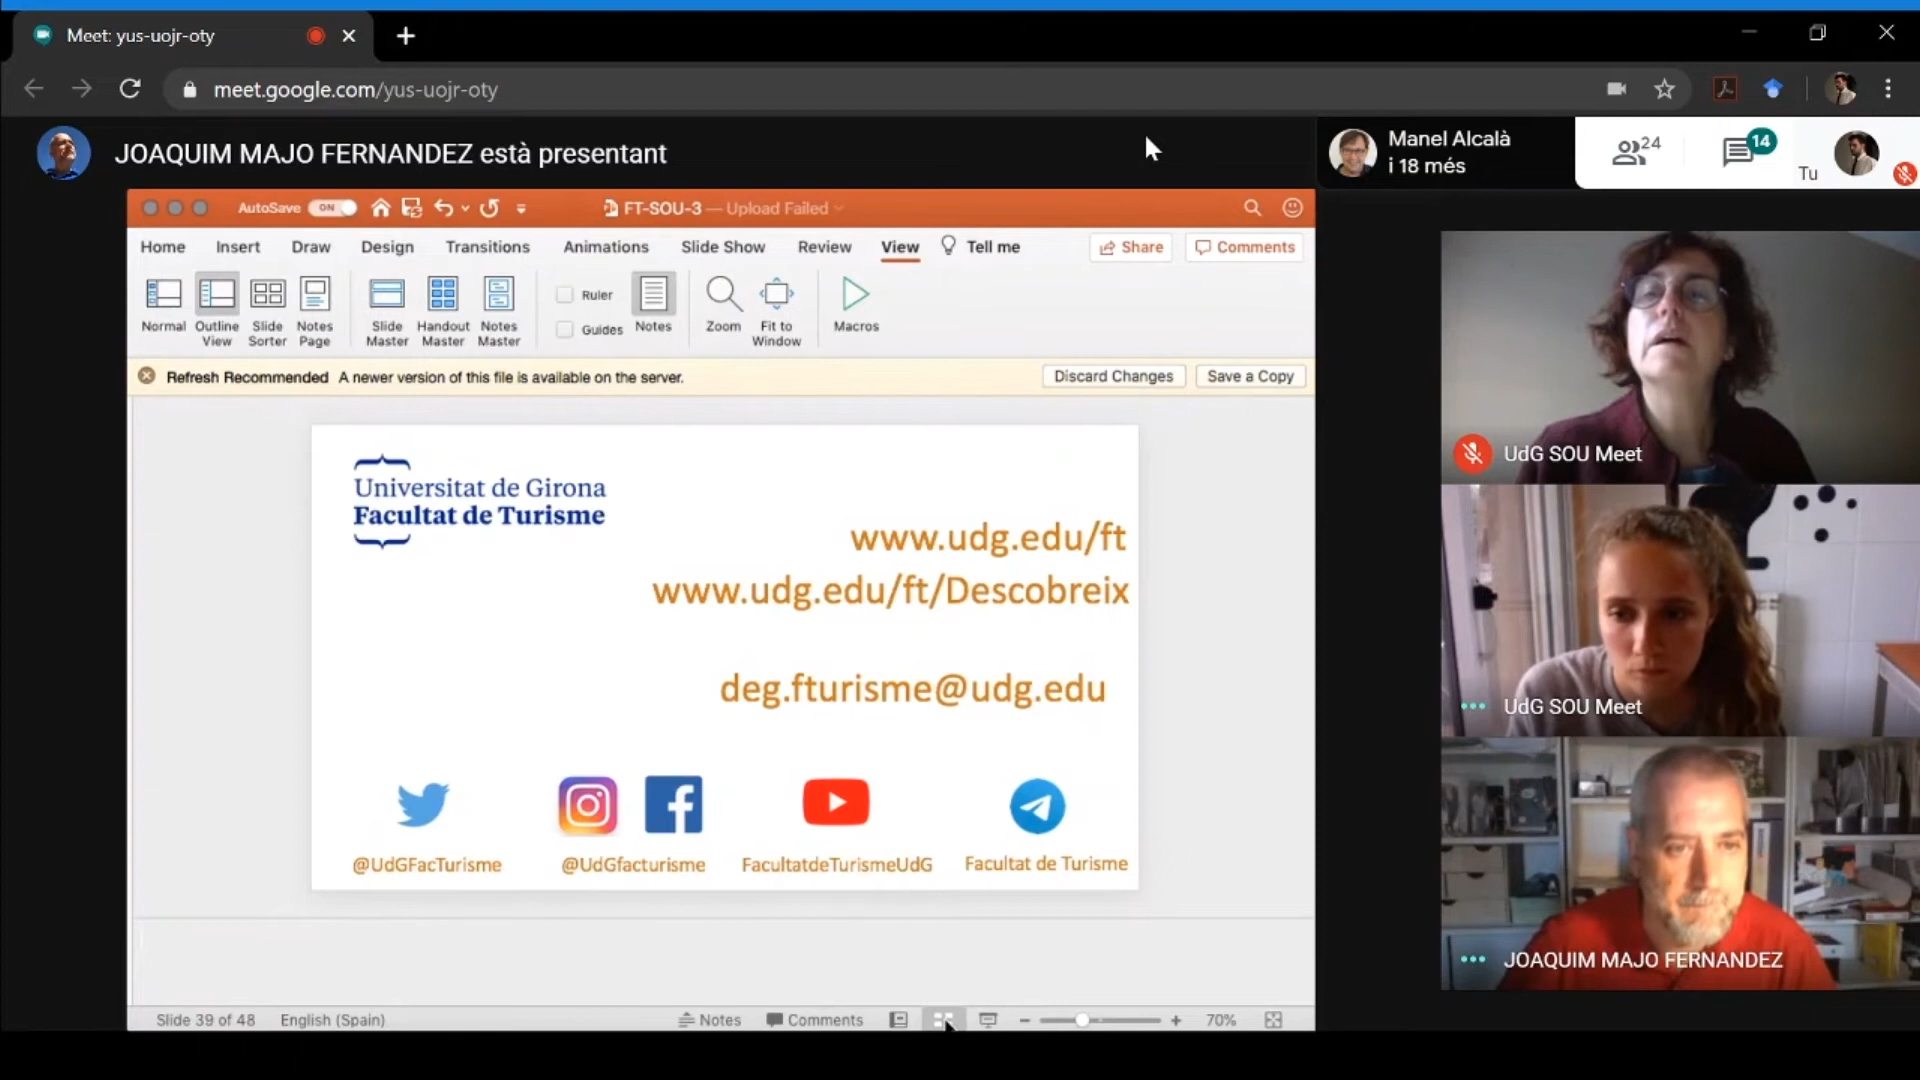 Meet: yus-uojr-oty
meet.google.com/yus-uojr-oty
JOAQUIM MAJO FERNANDEZ està presentant
Manel Alcalà
i 18 més
24
14
Tu
AutoSave ON
FT-SOU-3 — Upload Failed
Home Insert Draw Design Transitions Animations Slide Show Review View Tell me Share Comments
Normal
Outline View
Slide Sorter
Notes Page
Slide Master
Handout Master
Notes Master
Ruler
Guides
Notes
Zoom
Fit to Window
Macros
Refresh Recommended A newer version of this file is available on the server. Discard Changes Save a Copy
Universitat de Girona
Facultat de Turisme
www.udg.edu/ft
www.udg.edu/ft/Descobreix
deg.fturisme@udg.edu
@UdGFacTurisme
@UdGfacturisme
FacultatdeTurismeUdG
Facultat de Turisme
UdG SOU Meet
UdG SOU Meet
JOAQUIM MAJO FERNANDEZ
Slide 39 of 48 English (Spain) Notes Comments 70%